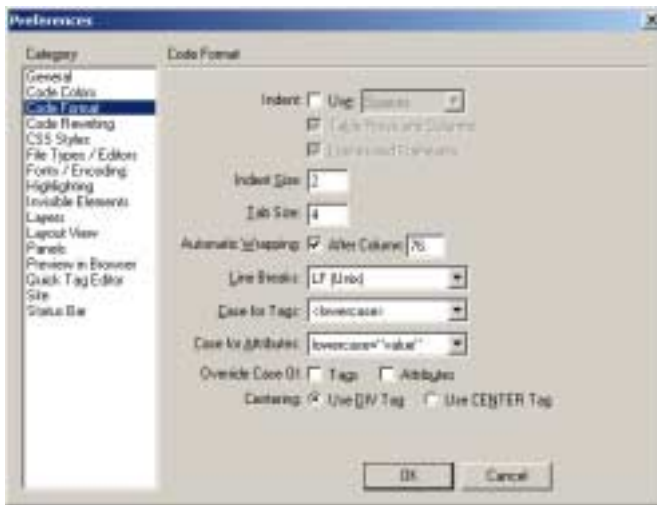 Preferences
Category
General
Code Colors
Code Format
Code Rewriting
CSS Styles
File Types / Editors
Fonts / Encoding
Highlighting
Invisible Elements
Layers
Layout View
Panels
Preview in Browser
Quick Tag Editor
Site
Status Bar
Code Format
Indent: Use: Spaces
Table Rows and Columns
Frames and Framesets
Indent Size: 2
Tab Size: 4
Automatic Wrapping: After Column: 76
Line Breaks: LF (Unix)
Case for Tags: <lowercase>
Case for Attributes: lowercase="value"
Override Case Of: Tags Attributes
Centering: Use DIV Tag Use CENTER Tag
OK Cancel